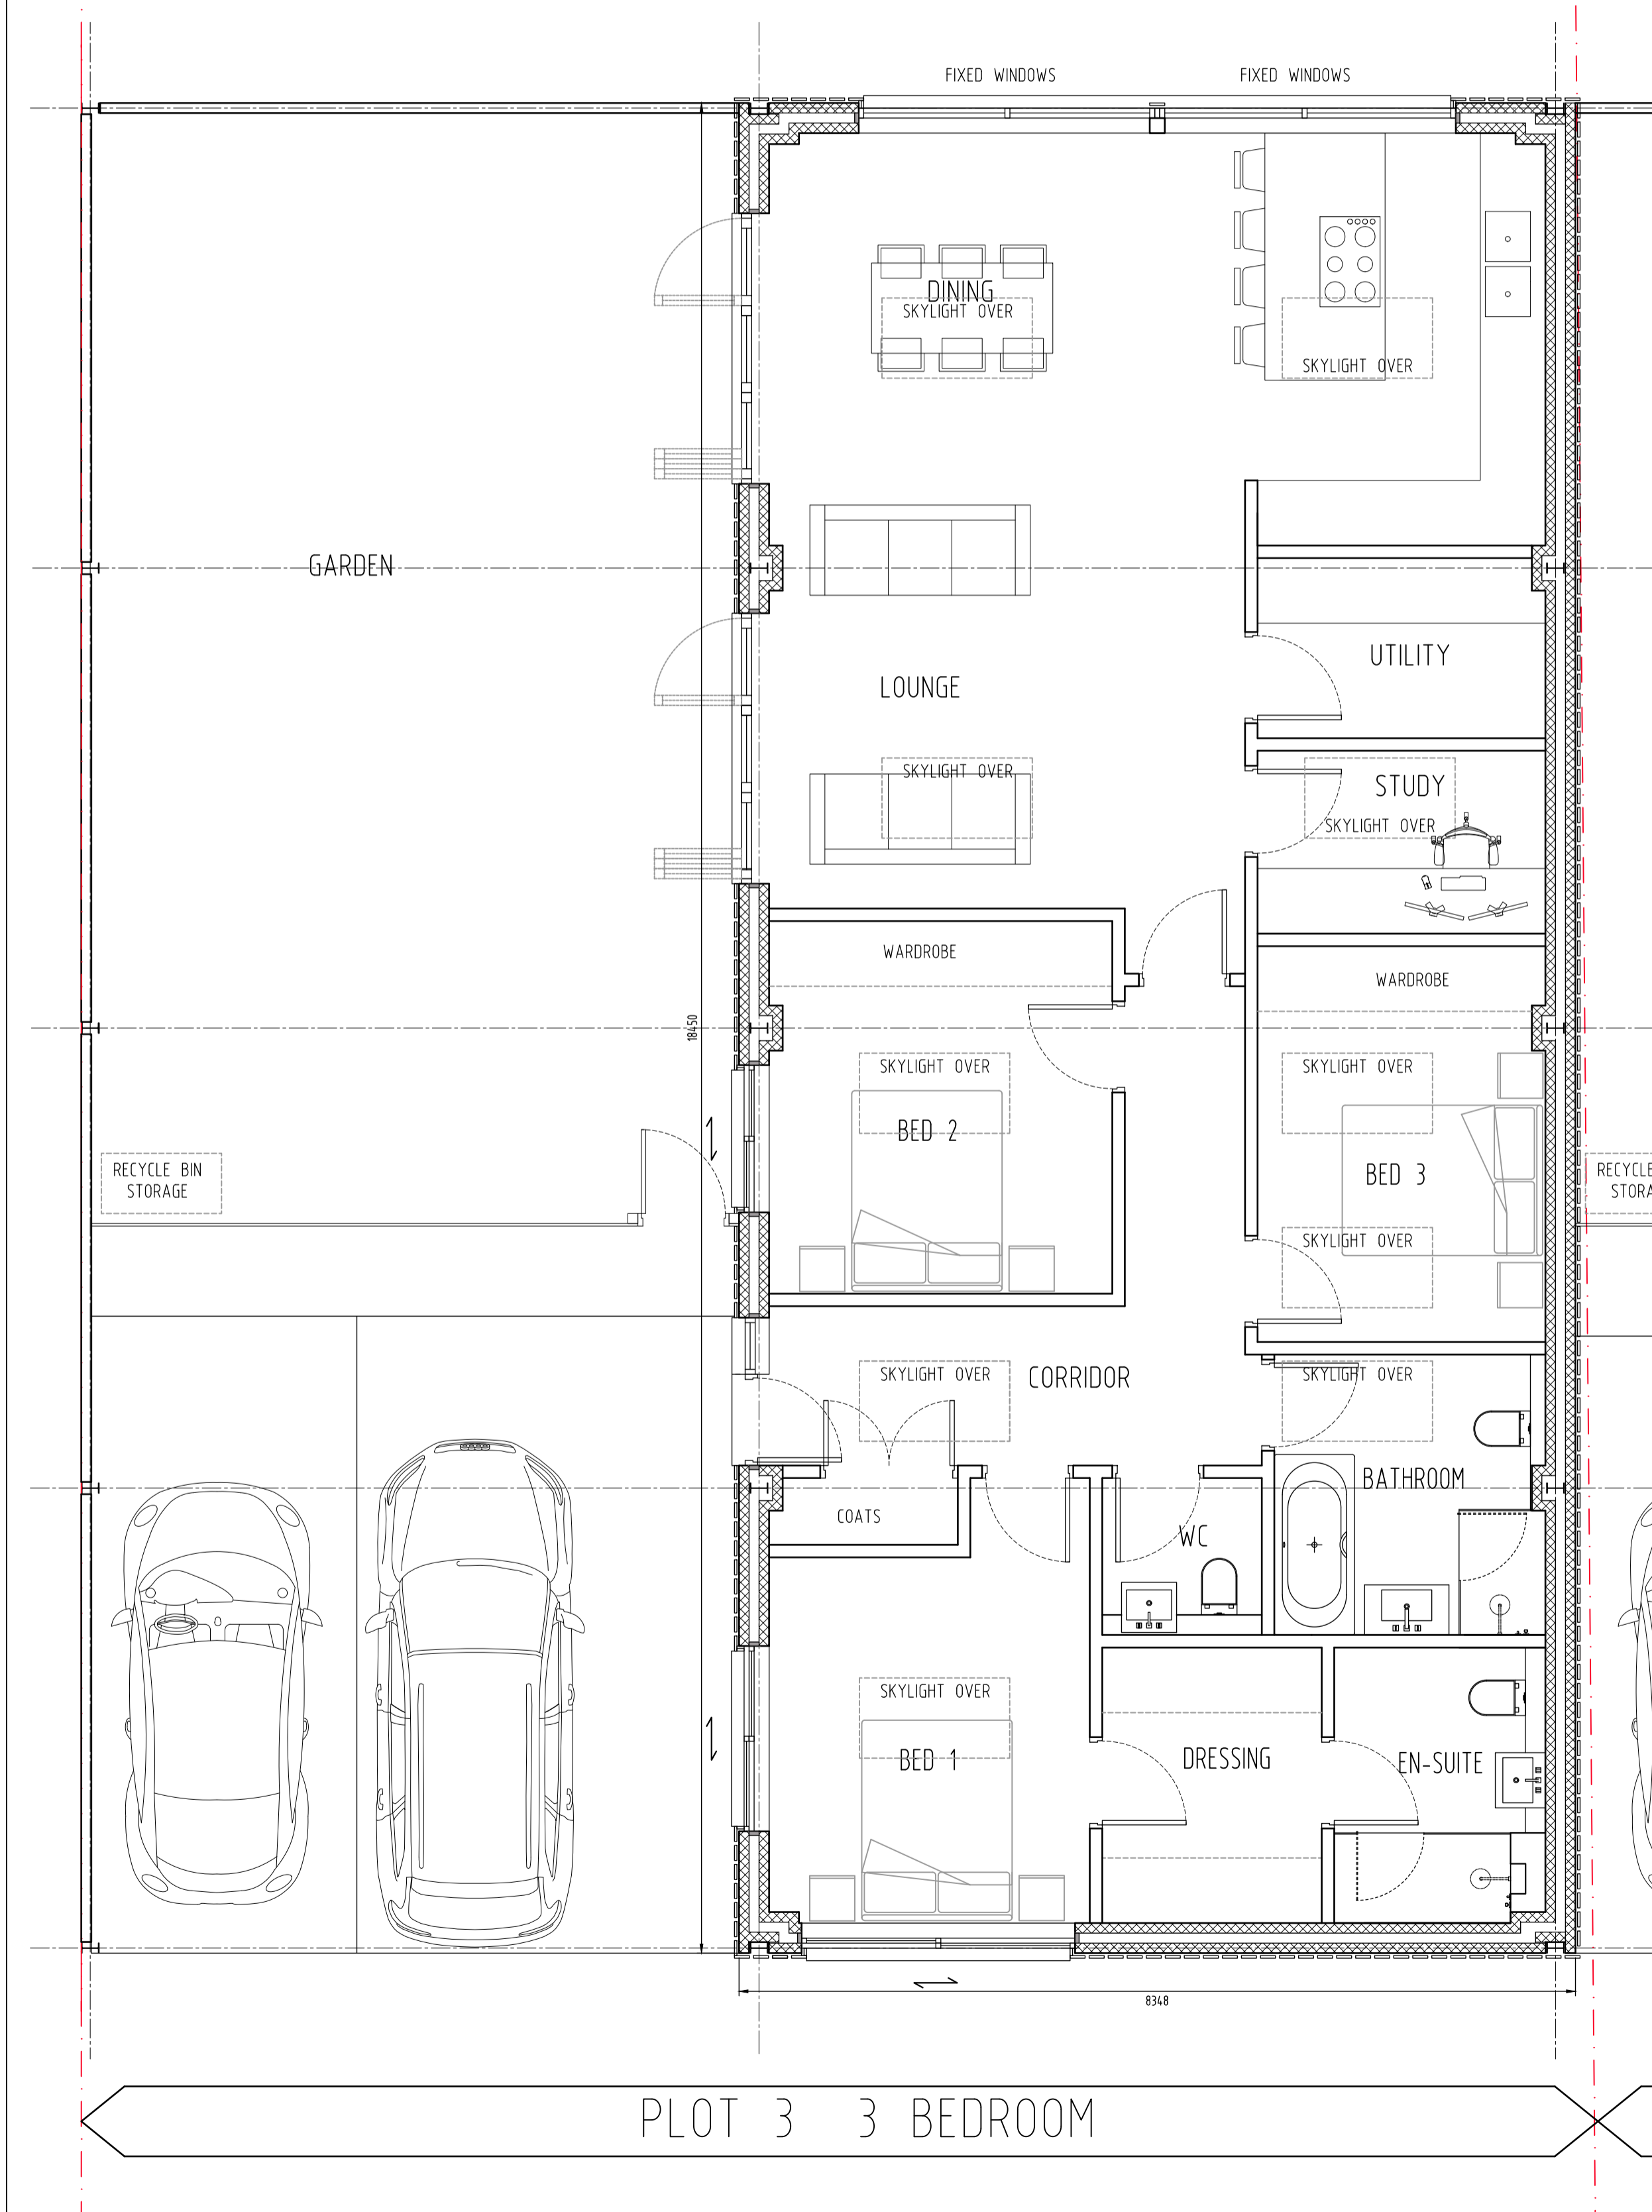 FIXED WINDOWS
FIXED WINDOWS
DINING
SKYLIGHT OVER
SKYLIGHT OVER
GARDEN
UTILITY
LOUNGE
SKYLIGHT OVER
STUDY
SKYLIGHT OVER
WARDROBE
WARDROBE
18450
SKYLIGHT OVER
SKYLIGHT OVER
BED 2
RECYCLE BIN
STORAGE
BED 3
RECYCLE
STORA
SKYLIGHT OVER
SKYLIGHT OVER
CORRIDOR
SKYLIGHT OVER
BATHROOM
COATS
WC
SKYLIGHT OVER
BED 1
DRESSING
EN-SUITE
8348
PLOT 3 3 BEDROOM